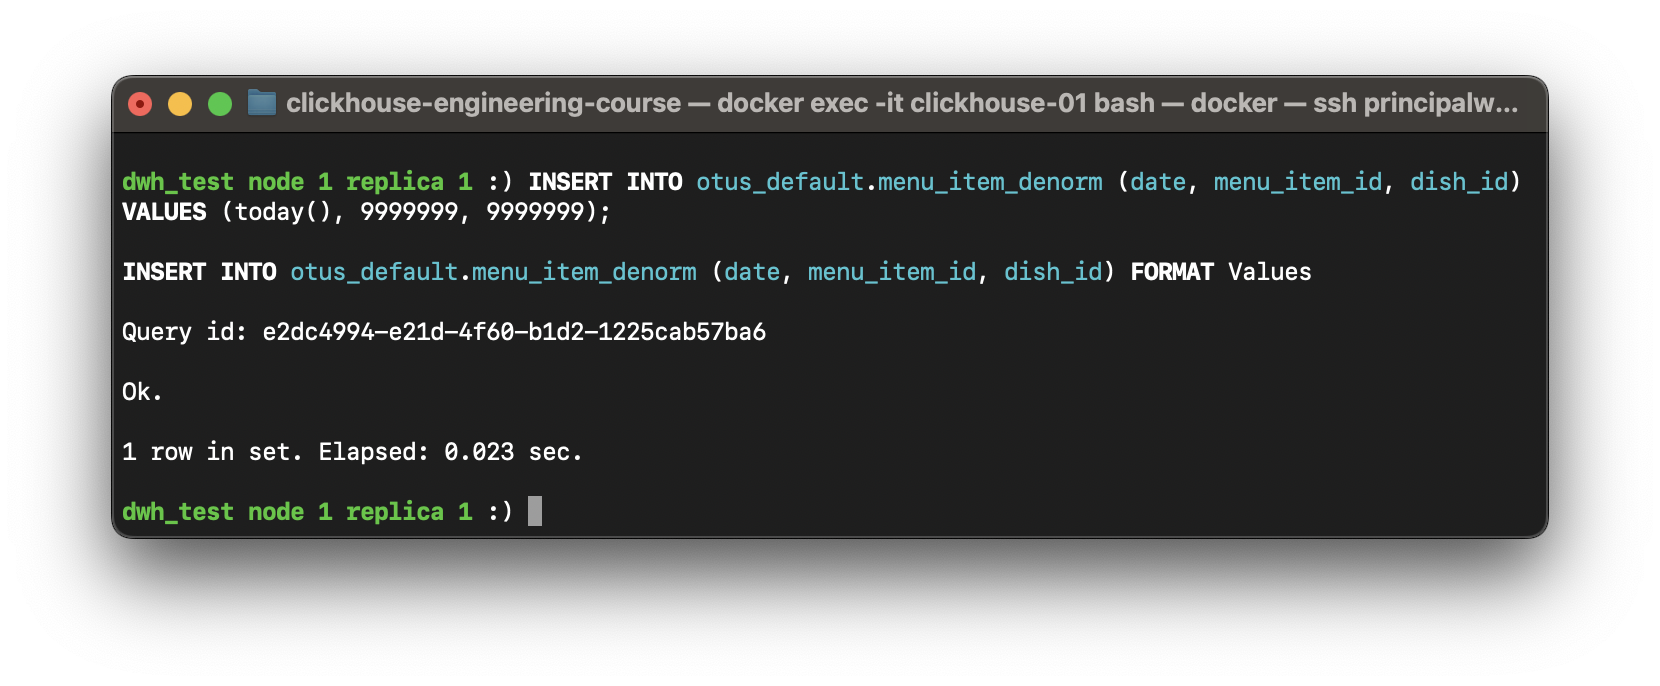 clickhouse-engineering-course — docker exec -it clickhouse-01 bash — docker — ssh principalw...
dwh_test node 1 replica 1 :) INSERT INTO otus_default.menu_item_denorm (date, menu_item_id, dish_id)
VALUES (today(), 9999999, 9999999);
INSERT INTO otus_default.menu_item_denorm (date, menu_item_id, dish_id) FORMAT Values
Query id: e2dc4994-e21d-4f60-b1d2-1225cab57ba6
Ok.
1 row in set. Elapsed: 0.023 sec.
dwh_test node 1 replica 1 :)